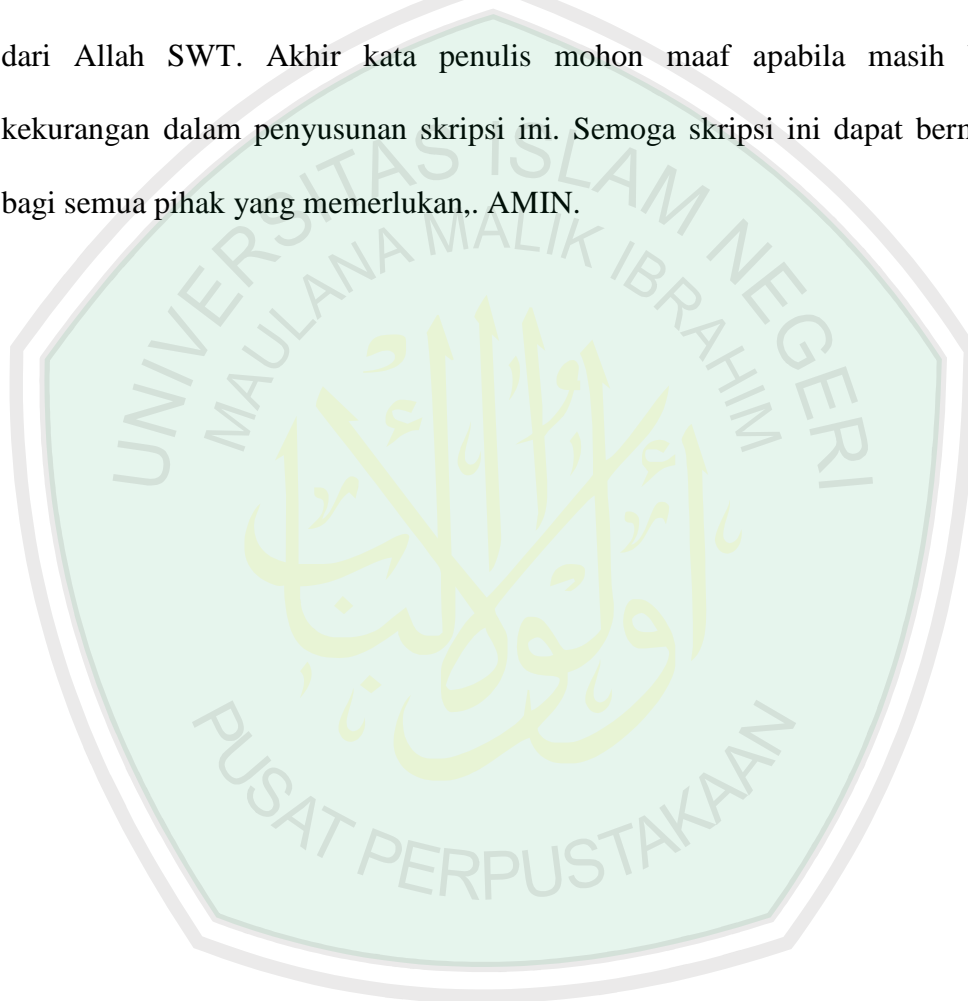 dari Allah SWT. Akhir kata penulis mohon maaf apabila masih
kekurangan dalam penyusunan skripsi ini. Semoga skripsi ini dapat
bagi semua pihak yang memerlukan,. AMIN.
UNIVERSITAS ISLAM NEGERI
MAULANA MALIK IBRAHIM
PUSAT PERPUSTAKAAN